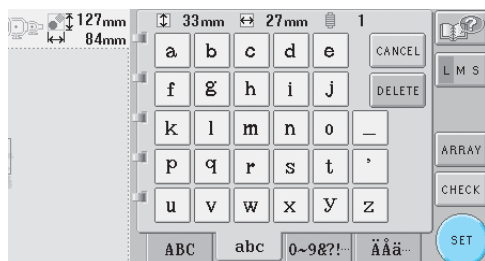 127mm 33mm 27mm 1
84mm
a b c d e CANCEL
L M S
f g h i j DELETE
k l m n o _
ARRAY
p q r s t ,
CHECK
u v w x y z
SET
ABC abc 0~9&?!··· ÄÅä···